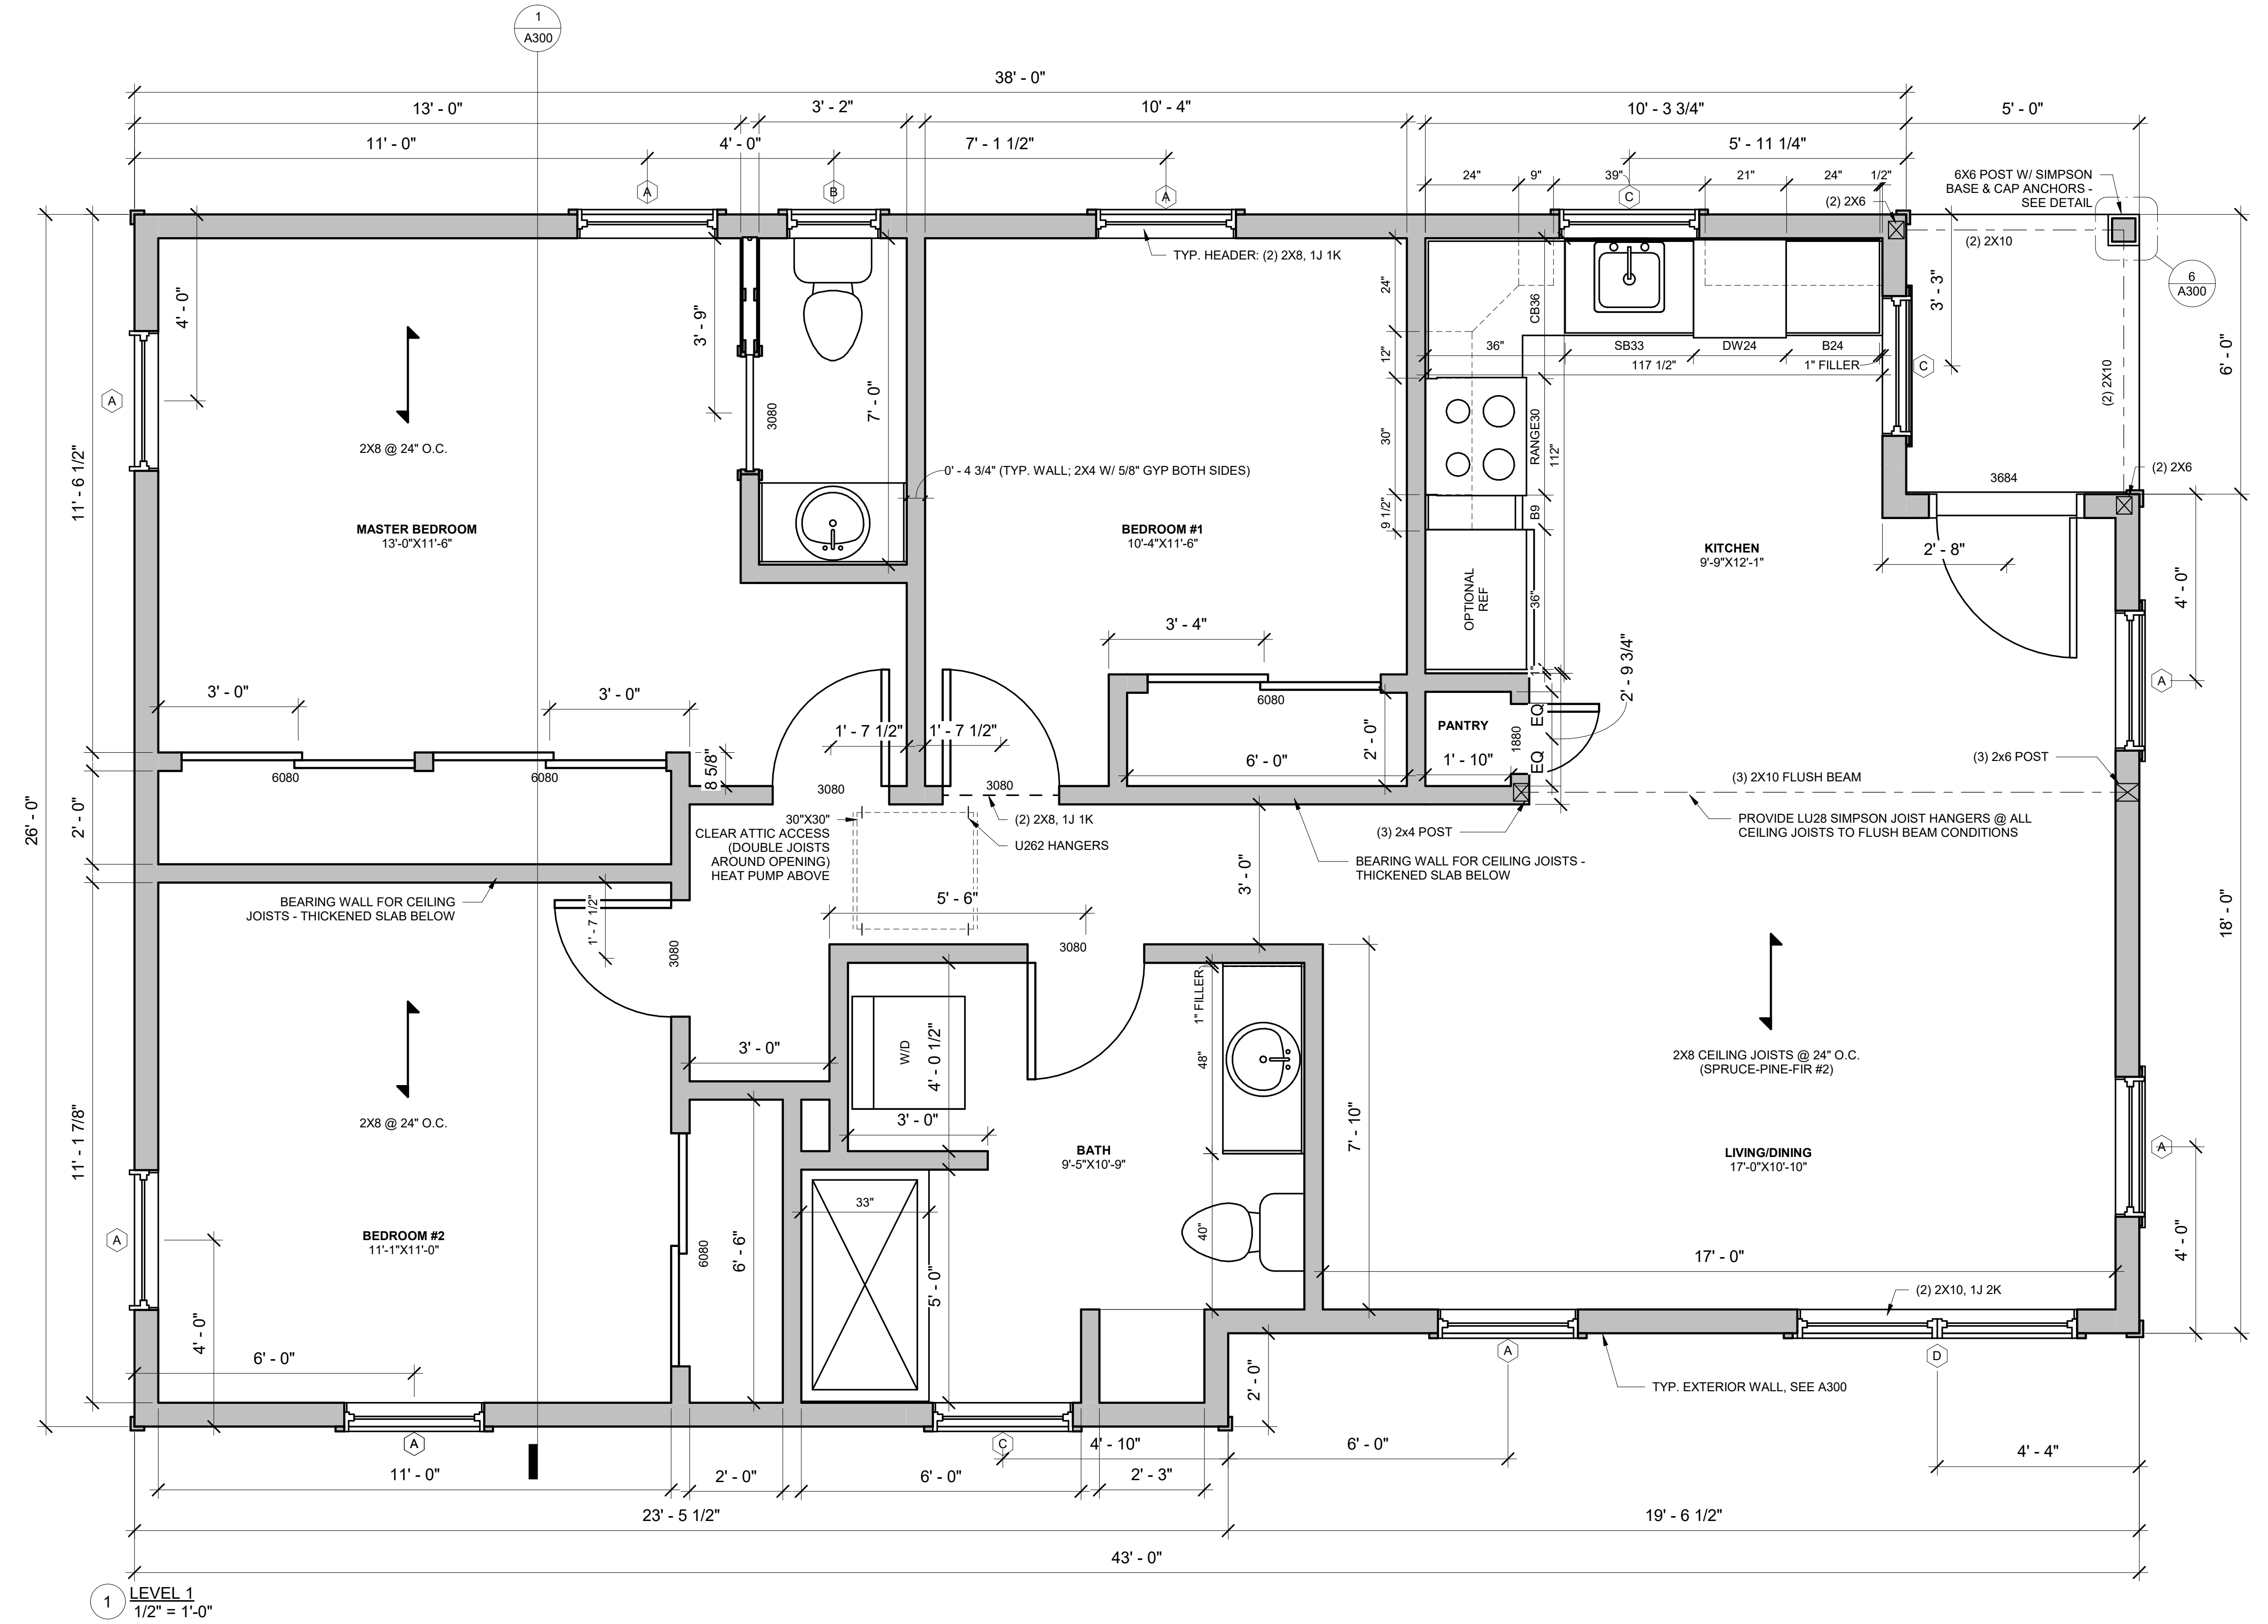 1
A300
38' - 0"
13' - 0"
3' - 2"
10' - 4"
10' - 3 3/4"
5' - 0"
11' - 0"
4' - 0"
7' - 1 1/2"
5' - 11 1/4"
A
B
A
24"
9"
39"
C
21"
24"
1/2"
(2) 2X6
6X6 POST W/ SIMPSON
BASE & CAP ANCHORS -
SEE DETAIL
(2) 2X10
6
A300
TYP. HEADER: (2) 2X8, 1J 1K
4' - 0"
3' - 9"
7' - 0"
3080
24"
12"
30"
9 1/2"
CB36
36"
SB33
DW24
B24
117 1/2"
1" FILLER
C
3' - 3"
(2) 2X10
6' - 0"
A
11' - 6 1/2"
2X8 @ 24" O.C.
RANGE30
112"
0' - 4 3/4" (TYP. WALL; 2X4 W/ 5/8" GYP BOTH SIDES)
3684
(2) 2X6
B9
MASTER BEDROOM
13'-0"X11'-6"
BEDROOM #1
10'-4"X11'-6"
KITCHEN
9'-9"X12'-1"
2' - 8"
4' - 0"
OPTIONAL
REF
36"
1"
3' - 4"
2' - 9 3/4"
A
3' - 0"
3' - 0"
6080
1' - 7 1/2"
1' - 7 1/2"
2' - 0"
PANTRY
EQ
1880
EQ
6080
6080
8 5/8"
6' - 0"
1' - 10"
(3) 2x6 POST
3080
3080
(3) 2X10 FLUSH BEAM
26' - 0"
2' - 0"
30"X30"
CLEAR ATTIC ACCESS
(DOUBLE JOISTS
AROUND OPENING)
HEAT PUMP ABOVE
(2) 2X8, 1J 1K
U262 HANGERS
(3) 2x4 POST
PROVIDE LU28 SIMPSON JOIST HANGERS @ ALL
CEILING JOISTS TO FLUSH BEAM CONDITIONS
BEARING WALL FOR CEILING JOISTS -
THICKENED SLAB BELOW
BEARING WALL FOR CEILING
JOISTS - THICKENED SLAB BELOW
1' - 7 1/2"
3080
5' - 6"
3' - 0"
3080
18' - 0"
1" FILLER
3' - 0"
W/D
4' - 0 1/2"
48"
2X8 CEILING JOISTS @ 24" O.C.
(SPRUCE-PINE-FIR #2)
11' - 1 7/8"
2X8 @ 24" O.C.
3' - 0"
7' - 10"
BATH
9'-5"X10'-9"
LIVING/DINING
17'-0"X10'-10"
A
33"
40"
A
BEDROOM #2
11'-1"X11'-0"
6080
6' - 6"
5' - 0"
17' - 0"
4' - 0"
4' - 0"
(2) 2X10, 1J 2K
6' - 0"
2' - 0"
A
D
TYP. EXTERIOR WALL, SEE A300
A
C
4' - 10"
6' - 0"
4' - 4"
11' - 0"
2' - 0"
6' - 0"
2' - 3"
23' - 5 1/2"
19' - 6 1/2"
43' - 0"
1
LEVEL 1
1/2" = 1'-0"